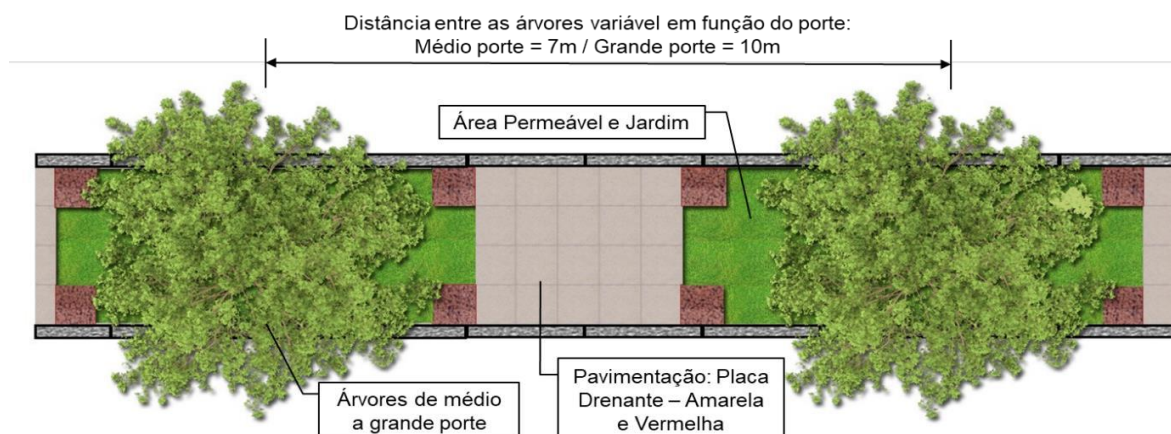 Distância entre as árvores variável em função do porte:
Médio porte = 7m / Grande porte = 10m
Área Permeável e Jardim
Árvores de médio
a grande porte
Pavimentação: Placa
Drenante – Amarela
e Vermelha